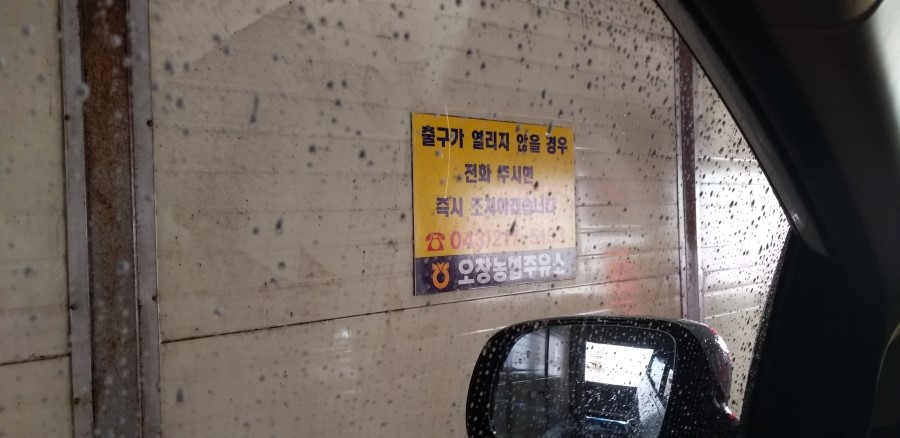 출구가 열리지 않을 경우
전화 주시면
즉시 조치하겠습니다
오창농협주유소